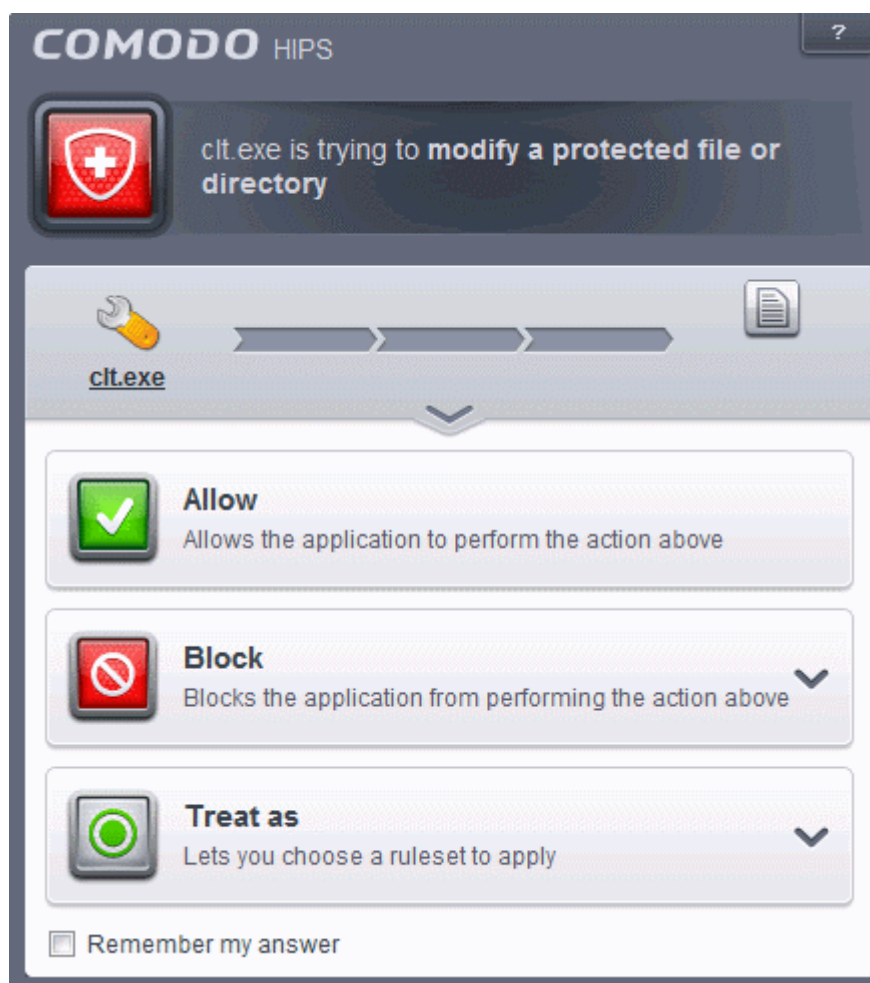 COMODO HIPS
?
clt.exe is trying to modify a protected file or
directory
clt.exe
Allow
Allows the application to perform the action above
Block
Blocks the application from performing the action above
Treat as
Lets you choose a ruleset to apply
Remember my answer